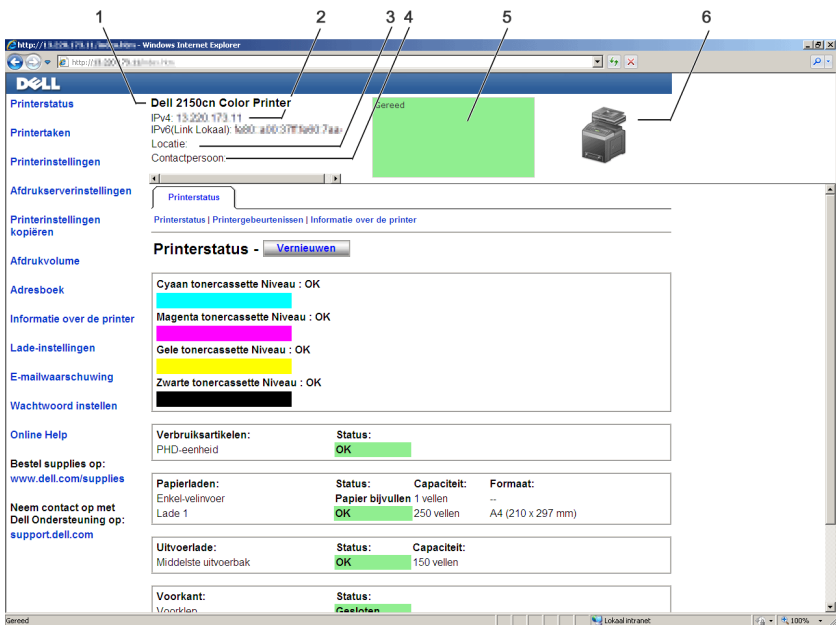 1 2 3 4 5 6
- Windows Internet Explorer
DELL
Printerstatus
Printertaken
Printerinstellingen
Afdrukserverinstellingen
Printerinstellingen
kopiëren
Afdrukvolume
Adresboek
Informatie over de printer
Lade-instellingen
E-mailwaarschuwing
Wachtwoord instellen
Online Help
Bestel supplies op:
www.dell.com/supplies
Neem contact op met
Dell Ondersteuning op:
support.dell.com
Dell 2150cn Color Printer
IPv4:
IPv6(Link Lokaal):
Locatie:
Contactpersoon:
Gereed
Printerstatus
Printerstatus | Printergebeurtenissen | Informatie over de printer
Printerstatus - Vernieuwen
Cyaan tonercassette Niveau : OK
Magenta tonercassette Niveau : OK
Gele tonercassette Niveau : OK
Zwarte tonercassette Niveau : OK
Verbruiksartikelen: Status:
PHD-eenheid OK
Papierladen: Status: Capaciteit: Formaat:
Enkel-velinvoer Papier bijvullen 1 vellen --
Lade 1 OK 250 vellen A4 (210 x 297 mm)
Uitvoerlade: Status: Capaciteit:
Middelste uitvoerbak OK 150 vellen
Voorkant: Status:
Voorklep Gesloten
Gereed Lokaal intranet 100%